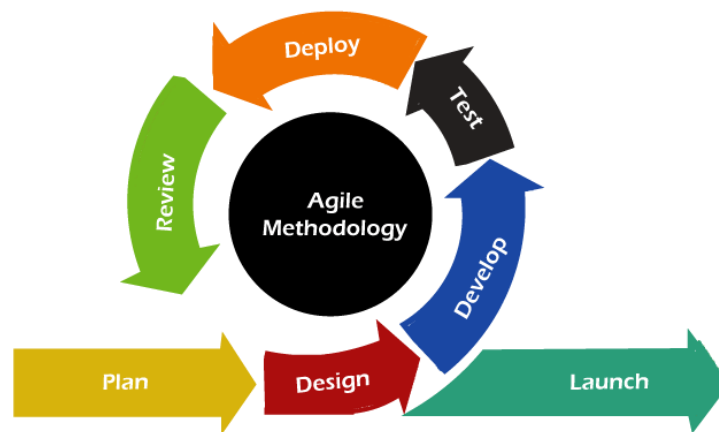 Deploy
Test
Review
Agile
Methodology
Develop
Plan
Design
Launch